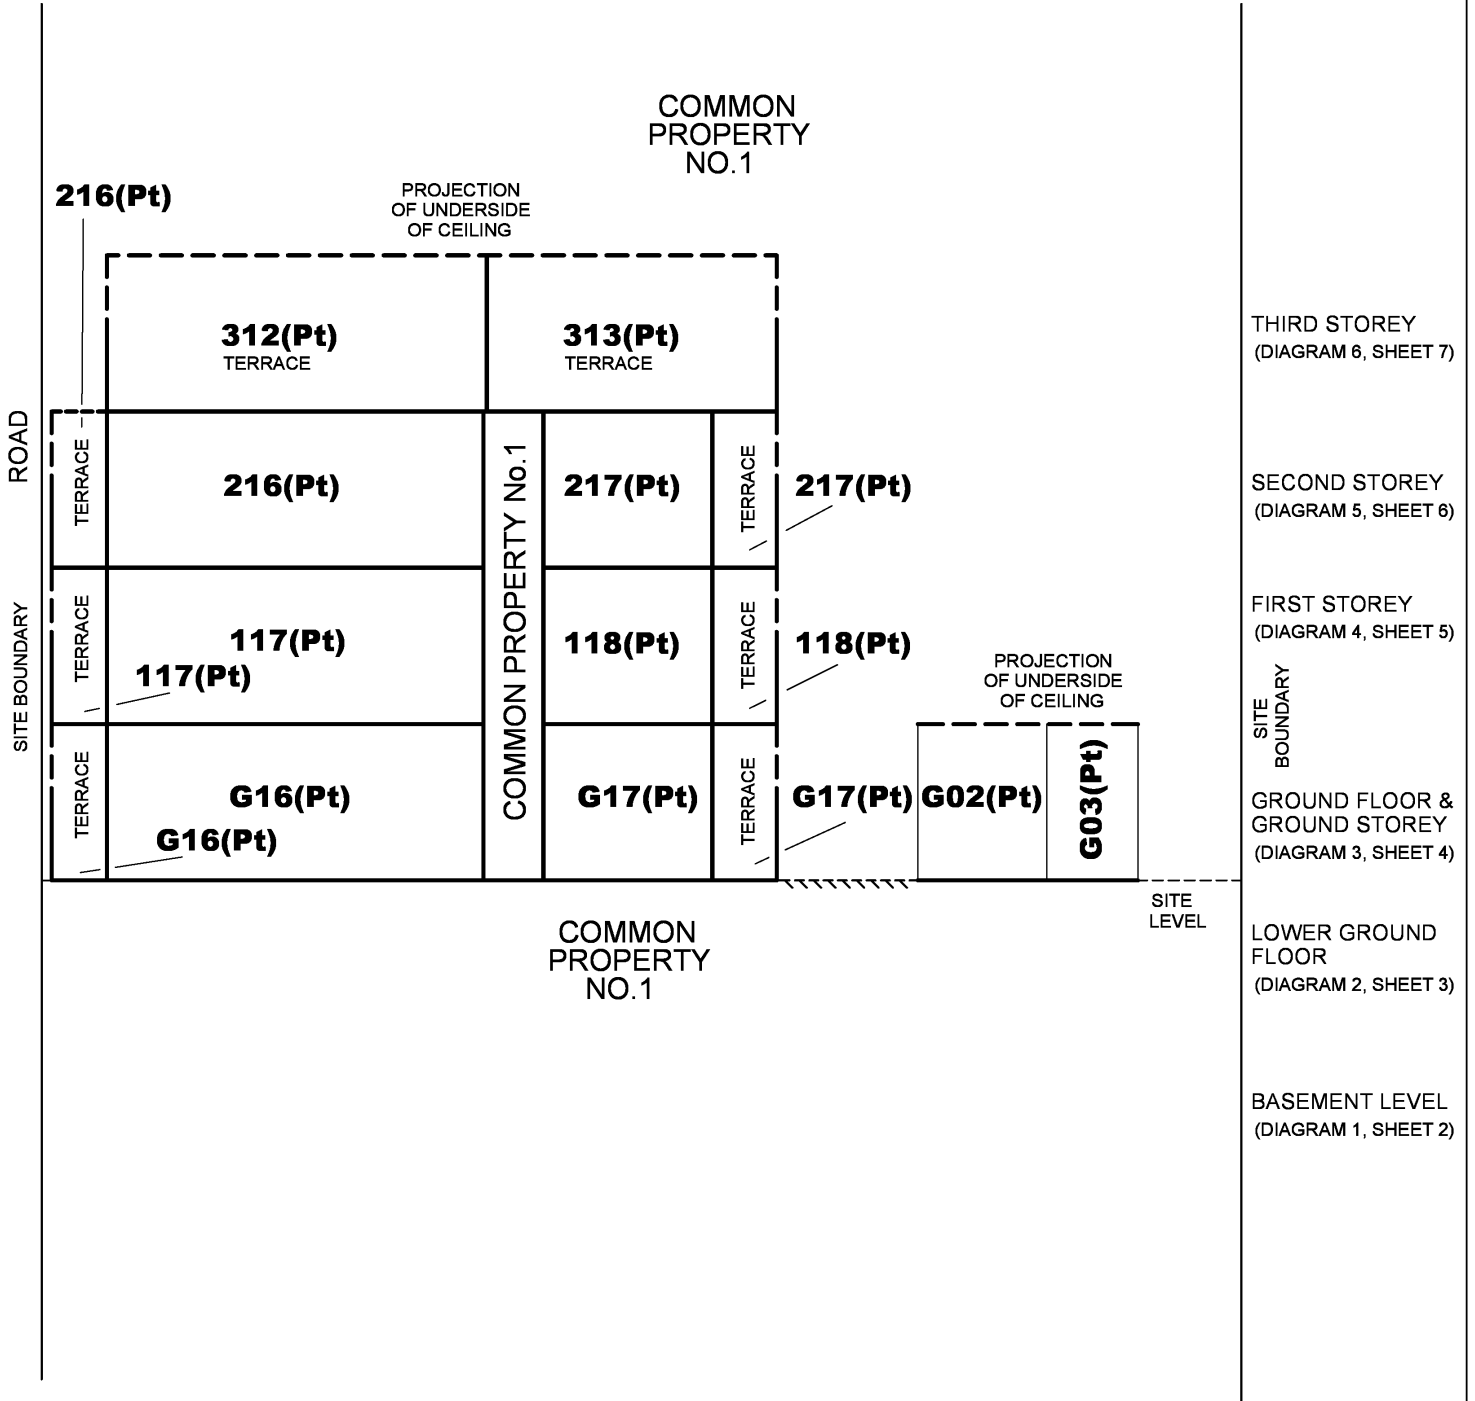 COMMON
PROPERTY
NO.1
216(Pt)
PROJECTION
OF UNDERSIDE
OF CEILING
312(Pt)
TERRACE
313(Pt)
TERRACE
THIRD STOREY
(DIAGRAM 6, SHEET 7)
ROAD
TERRACE
216(Pt)
COMMON PROPERTY No.1
217(Pt)
TERRACE
217(Pt)
SECOND STOREY
(DIAGRAM 5, SHEET 6)
SITE BOUNDARY
TERRACE
117(Pt)
117(Pt)
118(Pt)
TERRACE
118(Pt)
FIRST STOREY
(DIAGRAM 4, SHEET 5)
PROJECTION
OF UNDERSIDE
OF CEILING
SITE
BOUNDARY
TERRACE
G16(Pt)
G16(Pt)
G17(Pt)
TERRACE
G17(Pt)
G02(Pt)
G03(Pt)
GROUND FLOOR &
GROUND STOREY
(DIAGRAM 3, SHEET 4)
SITE
LEVEL
COMMON
PROPERTY
NO.1
LOWER GROUND
FLOOR
(DIAGRAM 2, SHEET 3)
BASEMENT LEVEL
(DIAGRAM 1, SHEET 2)